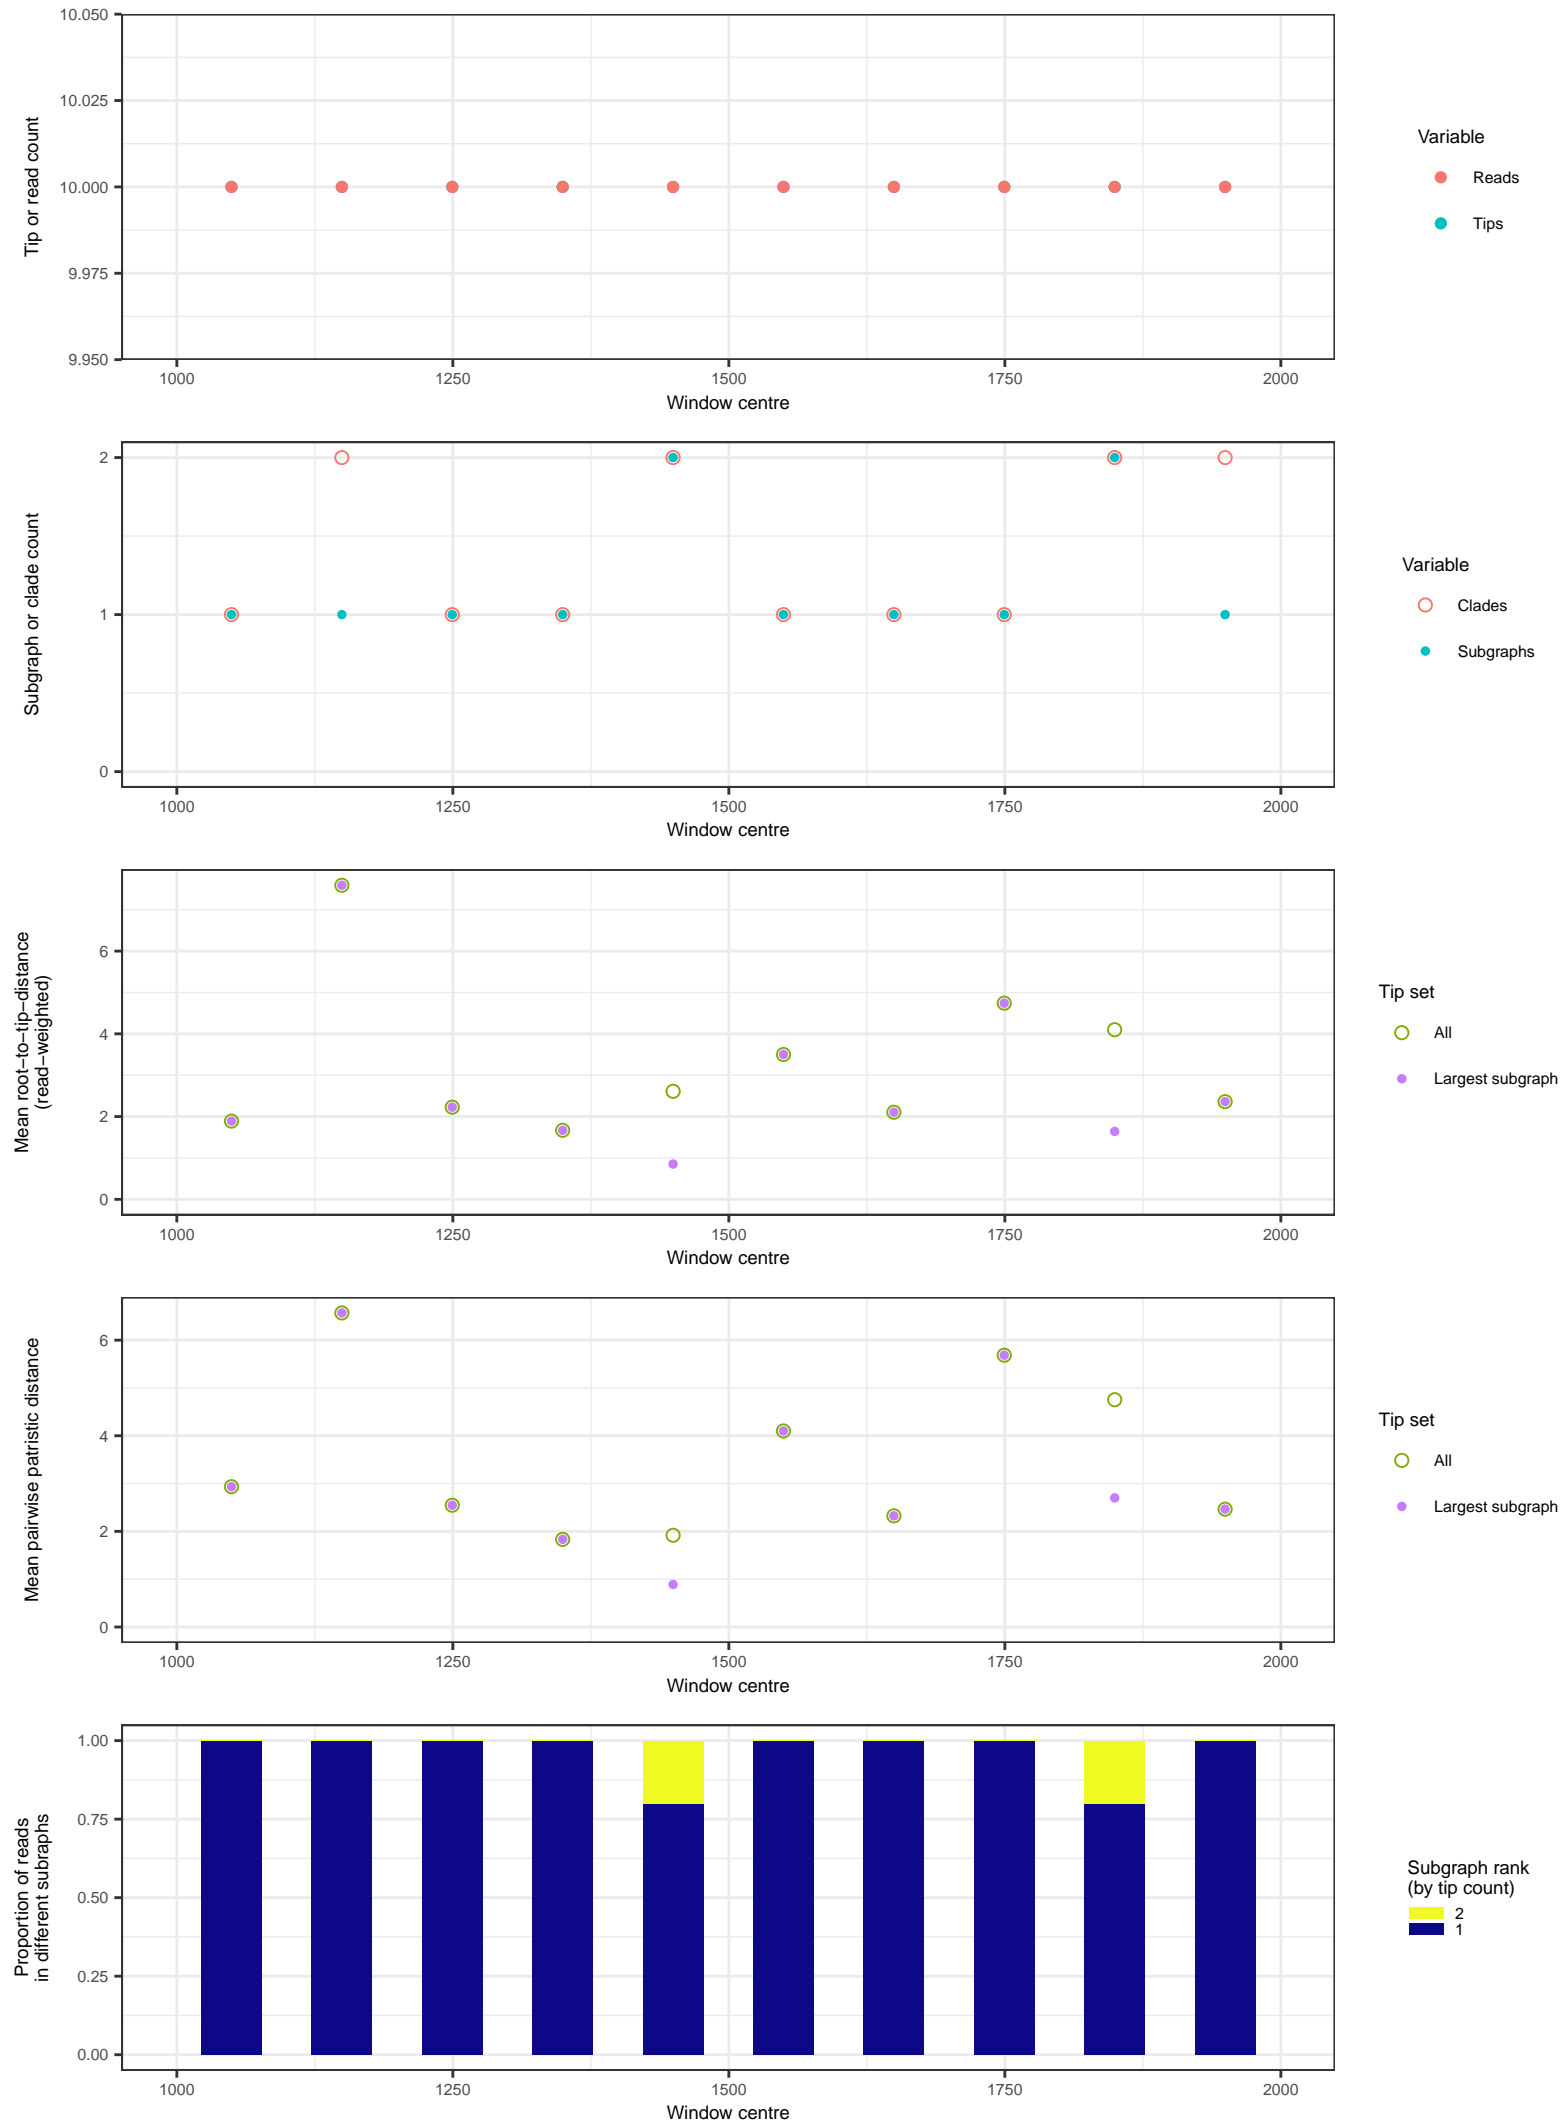 10.050
10.025
10.000
9.975
9.950
Tip or read count
1000 1250 1500 1750 2000
Window centre
Variable
Reads
Tips
2
1
0
Subgraph or clade count
1000 1250 1500 1750 2000
Window centre
Variable
Clades
Subgraphs
6
4
2
0
Mean root−to−tip−distance
(read−weighted)
1000 1250 1500 1750 2000
Window centre
Tip set
All
Largest subgraph
6
4
2
0
Mean pairwise patristic distance
1000 1250 1500 1750 2000
Window centre
Tip set
All
Largest subgraph
1.00
0.75
0.50
0.25
0.00
Proportion of reads
in different subraphs
1000 1250 1500 1750 2000
Window centre
Subgraph rank
(by tip count)
2
1